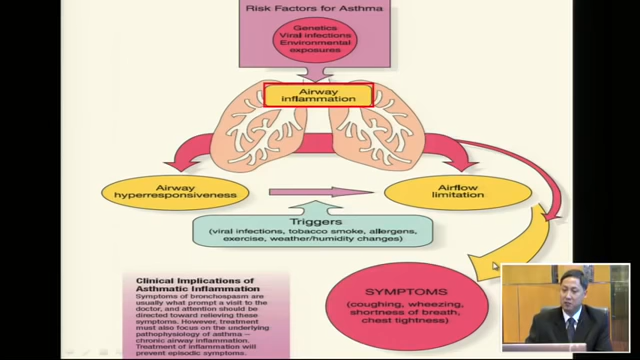 Risk Factors for Asthma
Genetics
Viral infections
Environmental
exposures
Airway
inflammation
Airway
hyperresponsiveness
Airflow
limitation
Triggers
(viral infections, tobacco smoke, allergens,
exercise, weather/humidity changes)
SYMPTOMS
(coughing, wheezing,
shortness of breath,
chest tightness)
Clinical Implications of
Asthmatic Inflammation
Symptoms of bronchospasm are
usually what prompt a visit to the
doctor, and attention should be
directed toward relieving these
symptoms. However, treatment
must also focus on the underlying
pathophysiology of asthma –
chronic airway inflammation.
Treatment of inflammation will
prevent episodic symptoms.